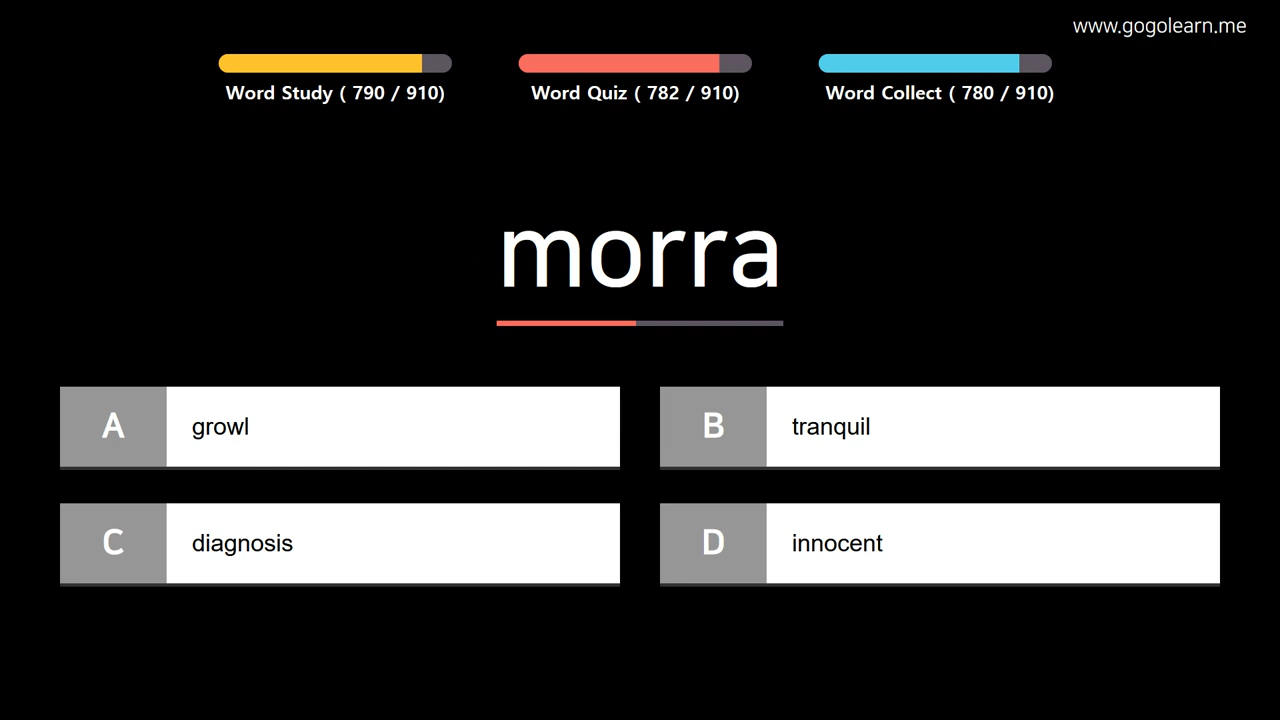 www.gogolearn.me
Word Study ( 790 / 910)
Word Quiz ( 782 / 910)
Word Collect ( 780 / 910)
morra
A growl
B tranquil
C diagnosis
D innocent